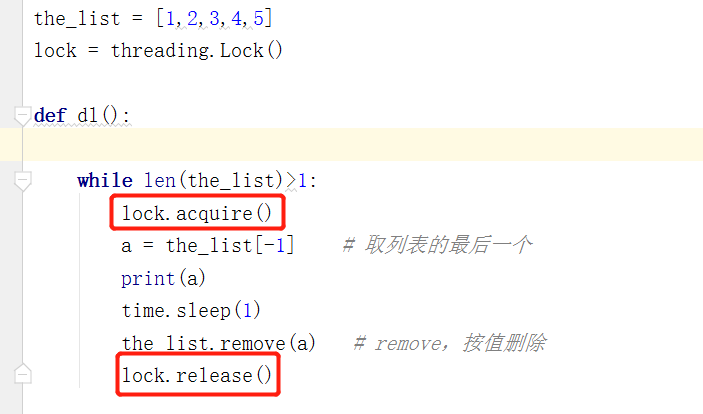 the_list = [1,2,3,4,5]
lock = threading.Lock()
def dl():
while len(the_list)>1:
lock.acquire()
a = the_list[-1] # 取列表的最后一个
print(a)
time.sleep(1)
the_list.remove(a) # remove，按值删除
lock.release()